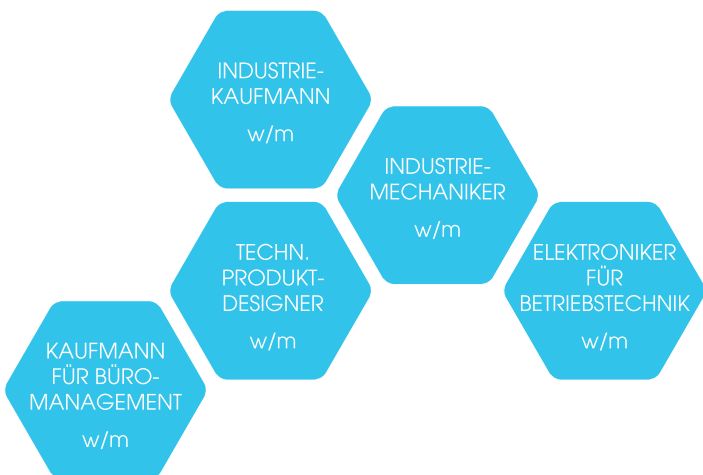 INDUSTRIE-
KAUFMANN
w/m
INDUSTRIE-
MECHANIKER
w/m
TECHN.
PRODUKT-
DESIGNER
w/m
ELEKTRONIKER
FÜR
BETRIEBSTECHNIK
w/m
KAUFMANN
FÜR BÜRO-
MANAGEMENT
w/m